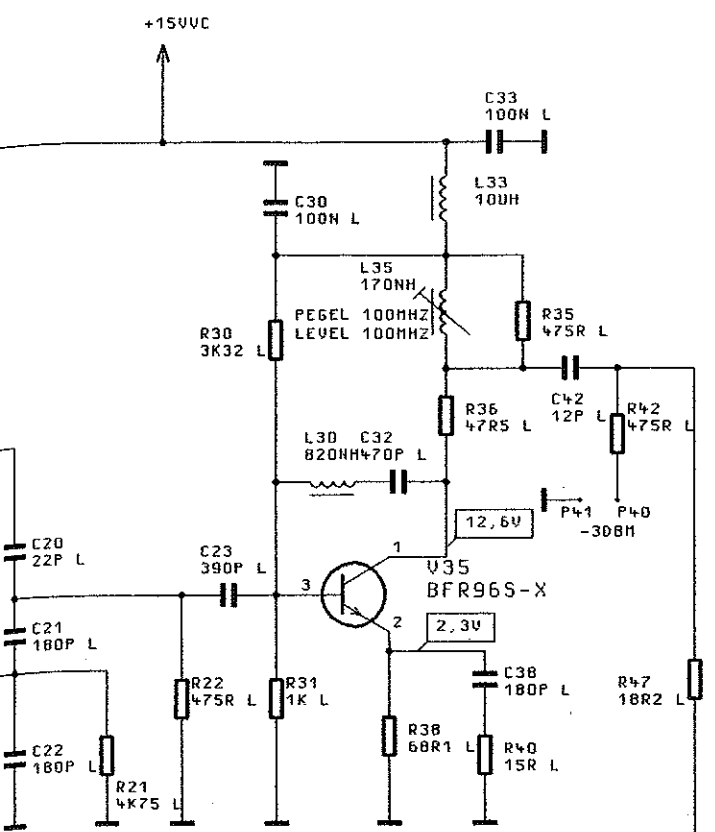 +15VVC
C33
100N L
L33
10UH
C30
100N L
L35
170NH
PEGEL 100MHZ
LEVEL 100MHZ
R35
475R L
R30
3K32 L
R36
47R5 L
C42
12P L
R42
475R L
L30 C32
820NH470P L
P41 P40
-3DBM
12,6V
C20
22P L
C23
390P L
1
3
V35
BFR96S-X
2
2,3V
C21
180P L
C38
180P L
R22
475R L
R31
1K L
R47
18R2 L
R38
68R1 L
R40
15R L
C22
180P L
R21
4K75 L